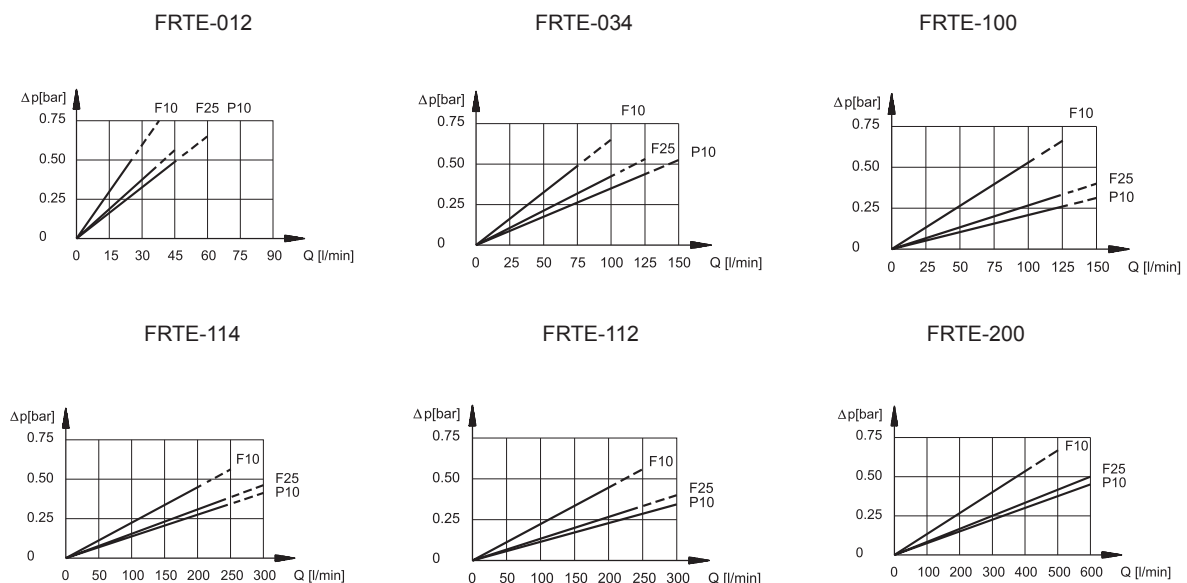 FRTE-012
FRTE-034
FRTE-100
Δp[bar]
F10 F25 P10
0.75
0.50
0.25
0
0 15 30 45 60 75 90 Q [l/min]
Δp[bar]
F10
0.75
F25
P10
0.50
0.25
0
0 25 50 75 100 125 150 Q [l/min]
Δp[bar]
F10
0.75
0.50
F25
P10
0.25
0
0 25 50 75 100 125 150 Q [l/min]
FRTE-114
FRTE-112
FRTE-200
Δp[bar]
0.75
F10
0.50
F25
P10
0.25
0
0 50 100 150 200 250 300 Q [l/min]
Δp[bar]
0.75
F10
0.50
F25
P10
0.25
0
0 50 100 150 200 250 300 Q [l/min]
Δp[bar]
0.75
F10
0.50
F25
P10
0.25
0
0 100 200 300 400 500 600 Q [l/min]